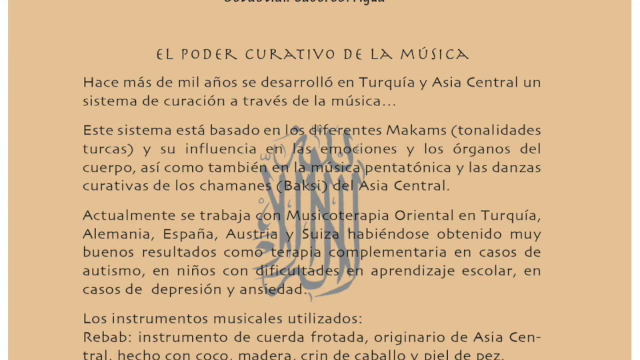 EL PODER CURATIVO DE LA MÚSICA
Hace más de mil años se desarrolló en Turquía y Asia Central un
sistema de curación a través de la música...
Este sistema está basado en los diferentes Makams (tonalidades
turcas) y su influencia en las emociones y los órganos del
cuerpo, así como también en la música pentatónica y las danzas
curativas de los chamanes (Baksi) del Asia Central.
Actualmente se trabaja con Musicoterapia Oriental en Turquía,
Alemania, España, Austria y Suiza habiéndose obtenido muy
buenos resultados como terapia complementaria en casos de
autismo, en niños con dificultades en aprendizaje escolar, en
casos de depresión y ansiedad.
Los instrumentos musicales utilizados:
Rebab: instrumento de cuerda frotada, originario de Asia Cen-
tral, hecho con coco, madera, crin de caballo y piel de pez.